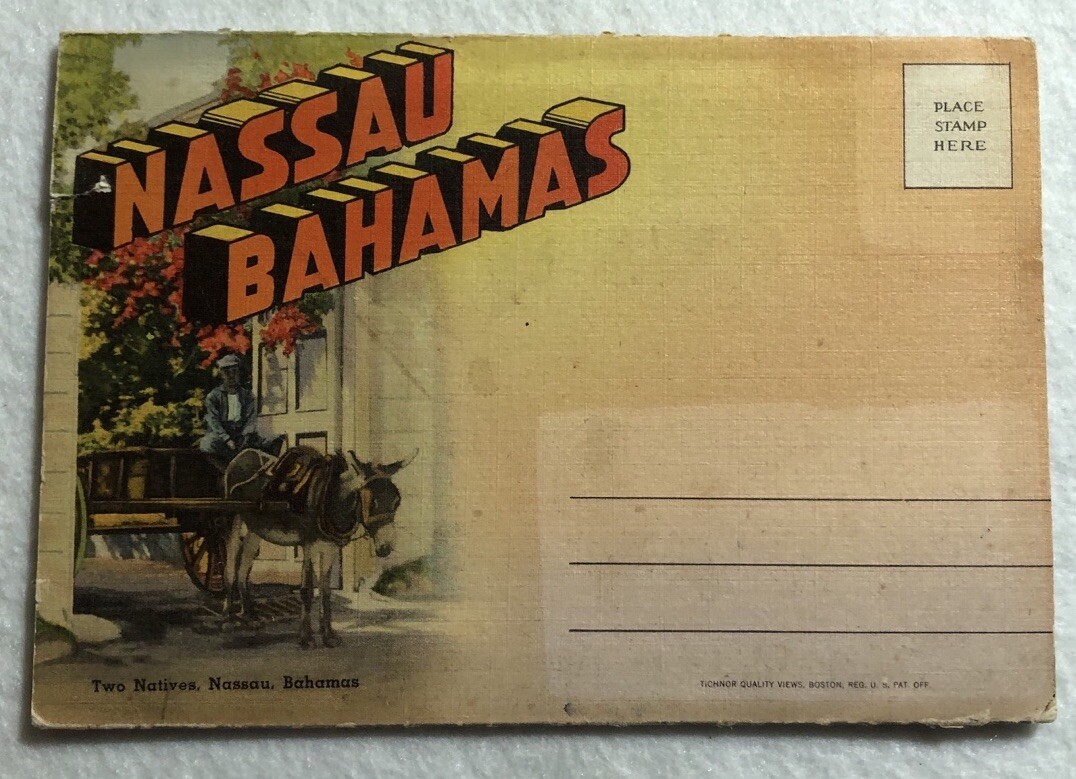 NASSAU
BAHAMAS
PLACE
STAMP
HERE
Two Natives, Nassau, Bahamas
TICHNOR QUALITY VIEWS, BOSTON, REG. U. S. PAT. OFF.